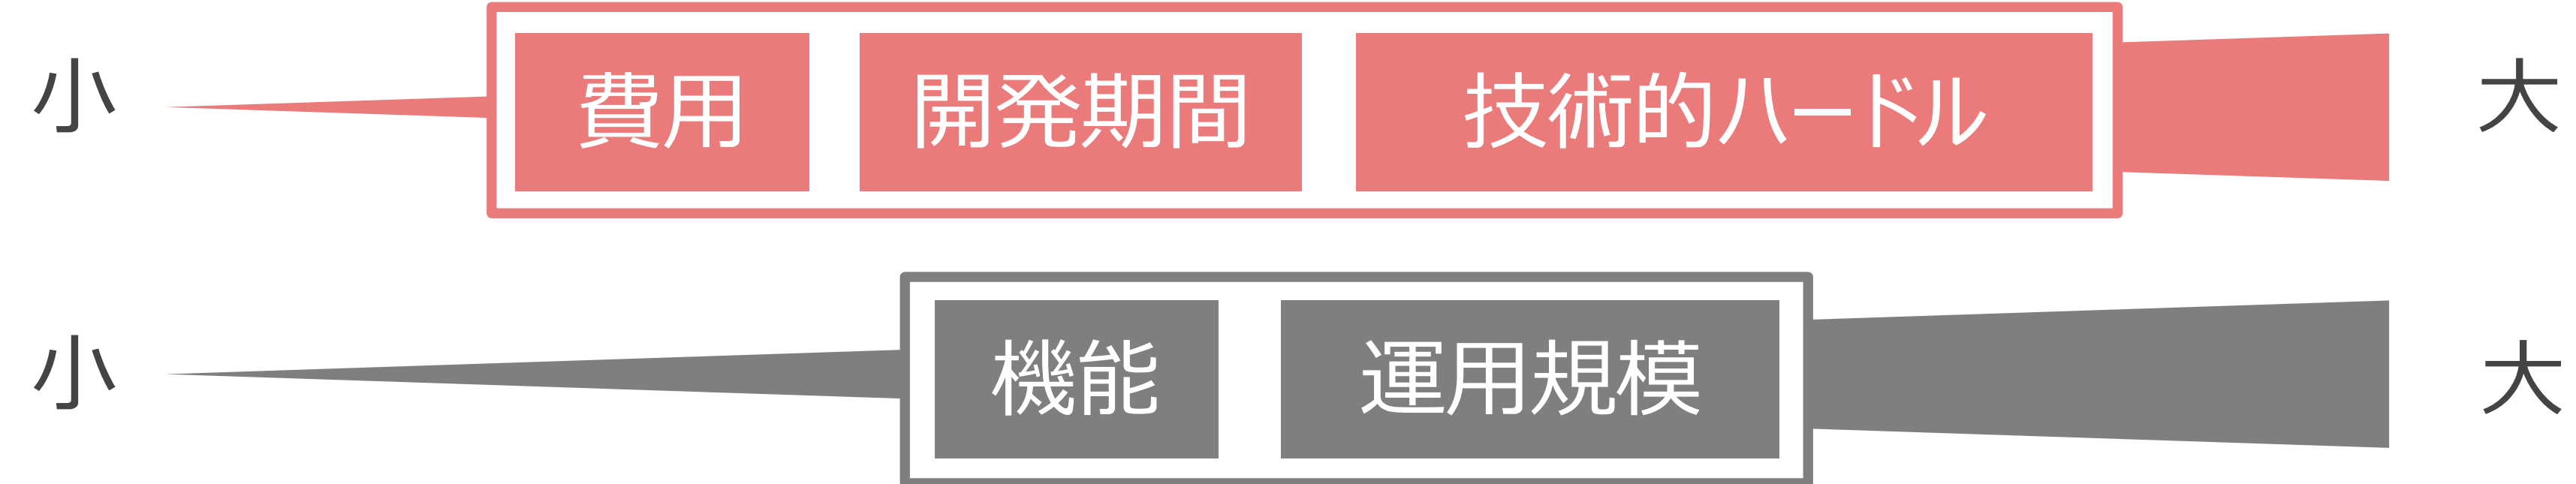 小 費用 開発期間 技術的ハードル 大
小 機能 運用規模 大